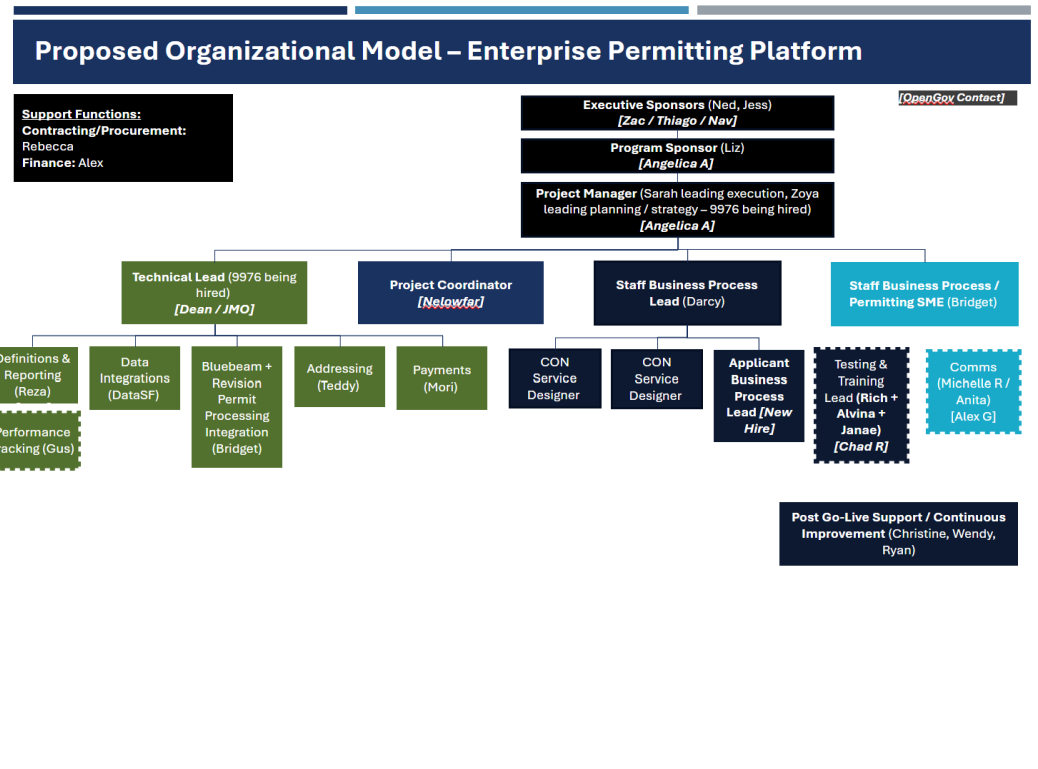 Proposed Organizational Model – Enterprise Permitting Platform
[OpenGov Contact]
Support Functions:
Contracting/Procurement:
Rebecca
Finance: Alex
Executive Sponsors (Ned, Jess)
[Zac / Thiago / Nav]
Program Sponsor (Liz)
[Angelica A]
Project Manager (Sarah leading execution, Zoya
leading planning / strategy – 9976 being hired)
[Angelica A]
Technical Lead (9976 being
hired)
[Dean / JMO]
Project Coordinator
[Nelowfar]
Staff Business Process
Lead (Darcy)
Staff Business Process /
Permitting SME (Bridget)
efinitions &
Reporting
(Reza)
erformance
acking (Gus)
Data
Integrations
(DataSF)
Bluebeam +
Revision
Permit
Processing
Integration
(Bridget)
Addressing
(Teddy)
Payments
(Mori)
CON
Service
Designer
CON
Service
Designer
Applicant
Business
Process
Lead [New
Hire]
Testing &
Training
Lead (Rich +
Alvina +
Janae)
[Chad R]
Comms
(Michelle R /
Anita)
[Alex G]
Post Go-Live Support / Continuous
Improvement (Christine, Wendy,
Ryan)